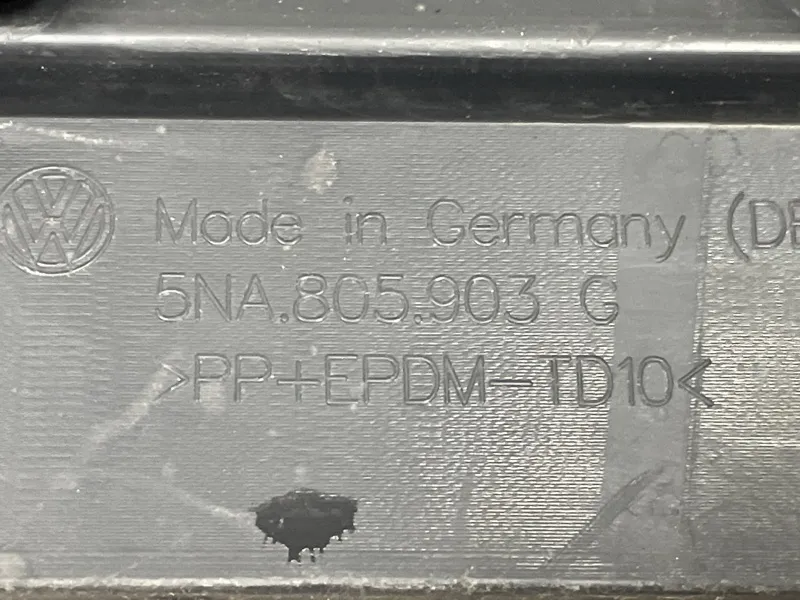 Made in Germany (DE
5NA.805.903 G
>PP+EPDM-TD10<